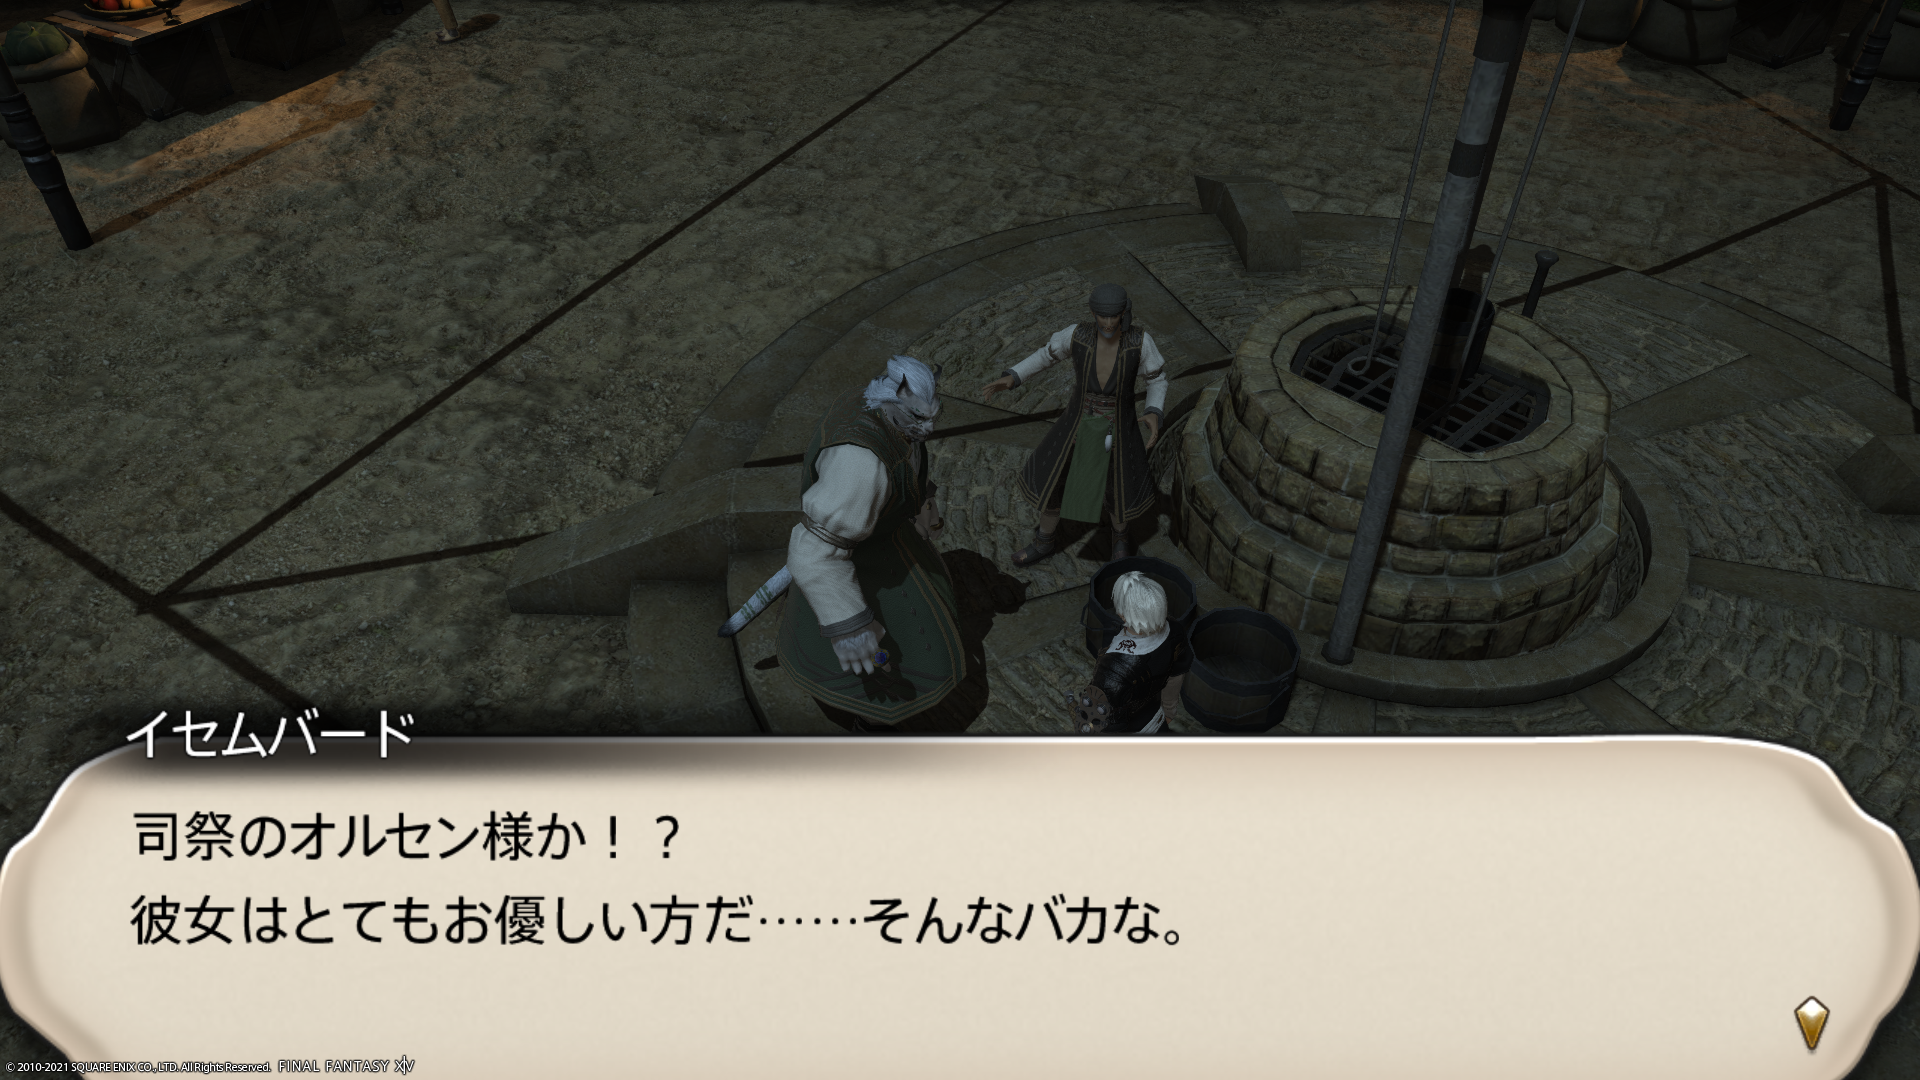 イセムバード
司祭のオルセン様か！？
彼女はとてもお優しい方だ……そんなバカな。
© 2010-2021 SQUARE ENIX CO., LTD. All Rights Reserved. FINAL FANTASY XIV